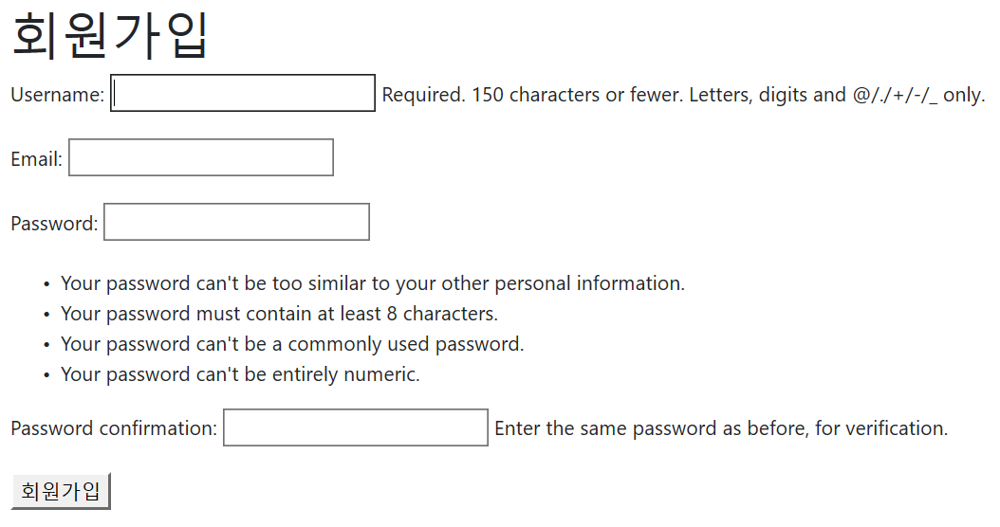 회원가입
Username: Required. 150 characters or fewer. Letters, digits and @/./+/-/_ only.
Email:
Password:
• Your password can't be too similar to your other personal information.
• Your password must contain at least 8 characters.
• Your password can't be a commonly used password.
• Your password can't be entirely numeric.
Password confirmation: Enter the same password as before, for verification.
회원가입